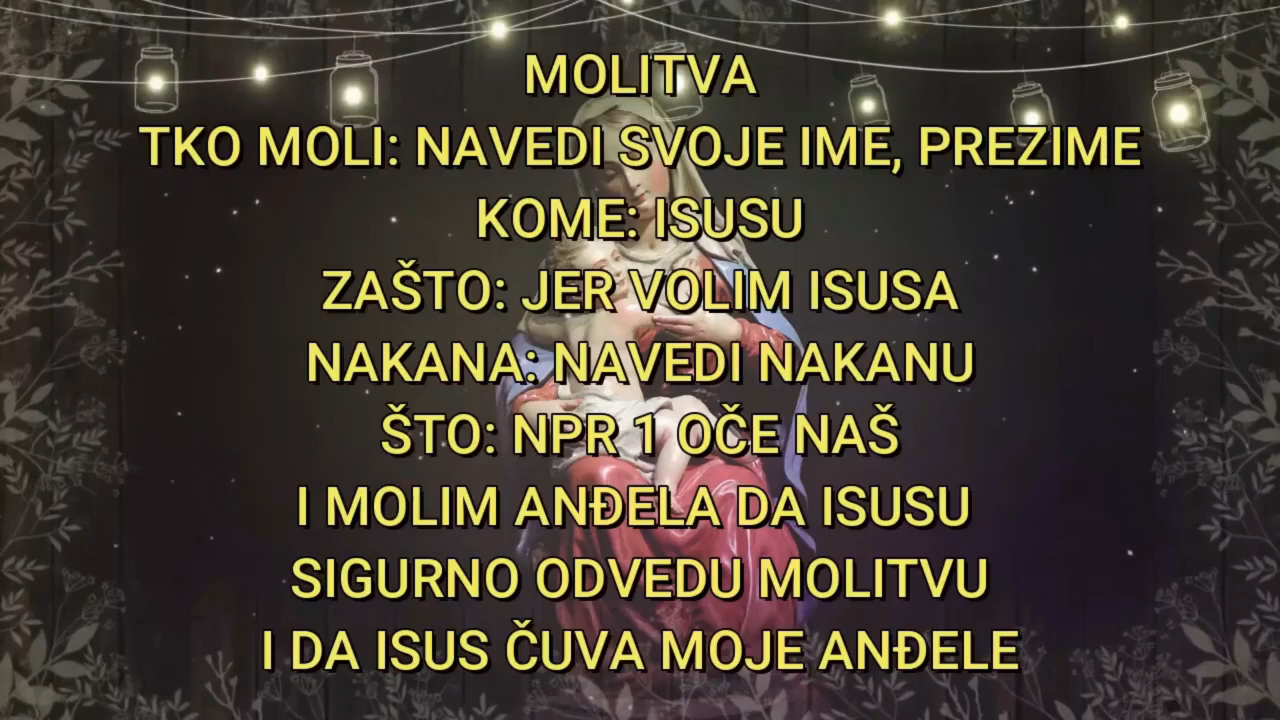 MOLITVA
TKO MOLI: NAVEDI SVOJE IME, PREZIME
KOME: ISUSU
ZAŠTO: JER VOLIM ISUSA
NAKANA: NAVEDI NAKANU
ŠTO: NPR 1 OČE NAŠ
I MOLIM ANĐELA DA ISUSU
SIGURNO ODVEDU MOLITVU
I DA ISUS ČUVA MOJE ANĐELE